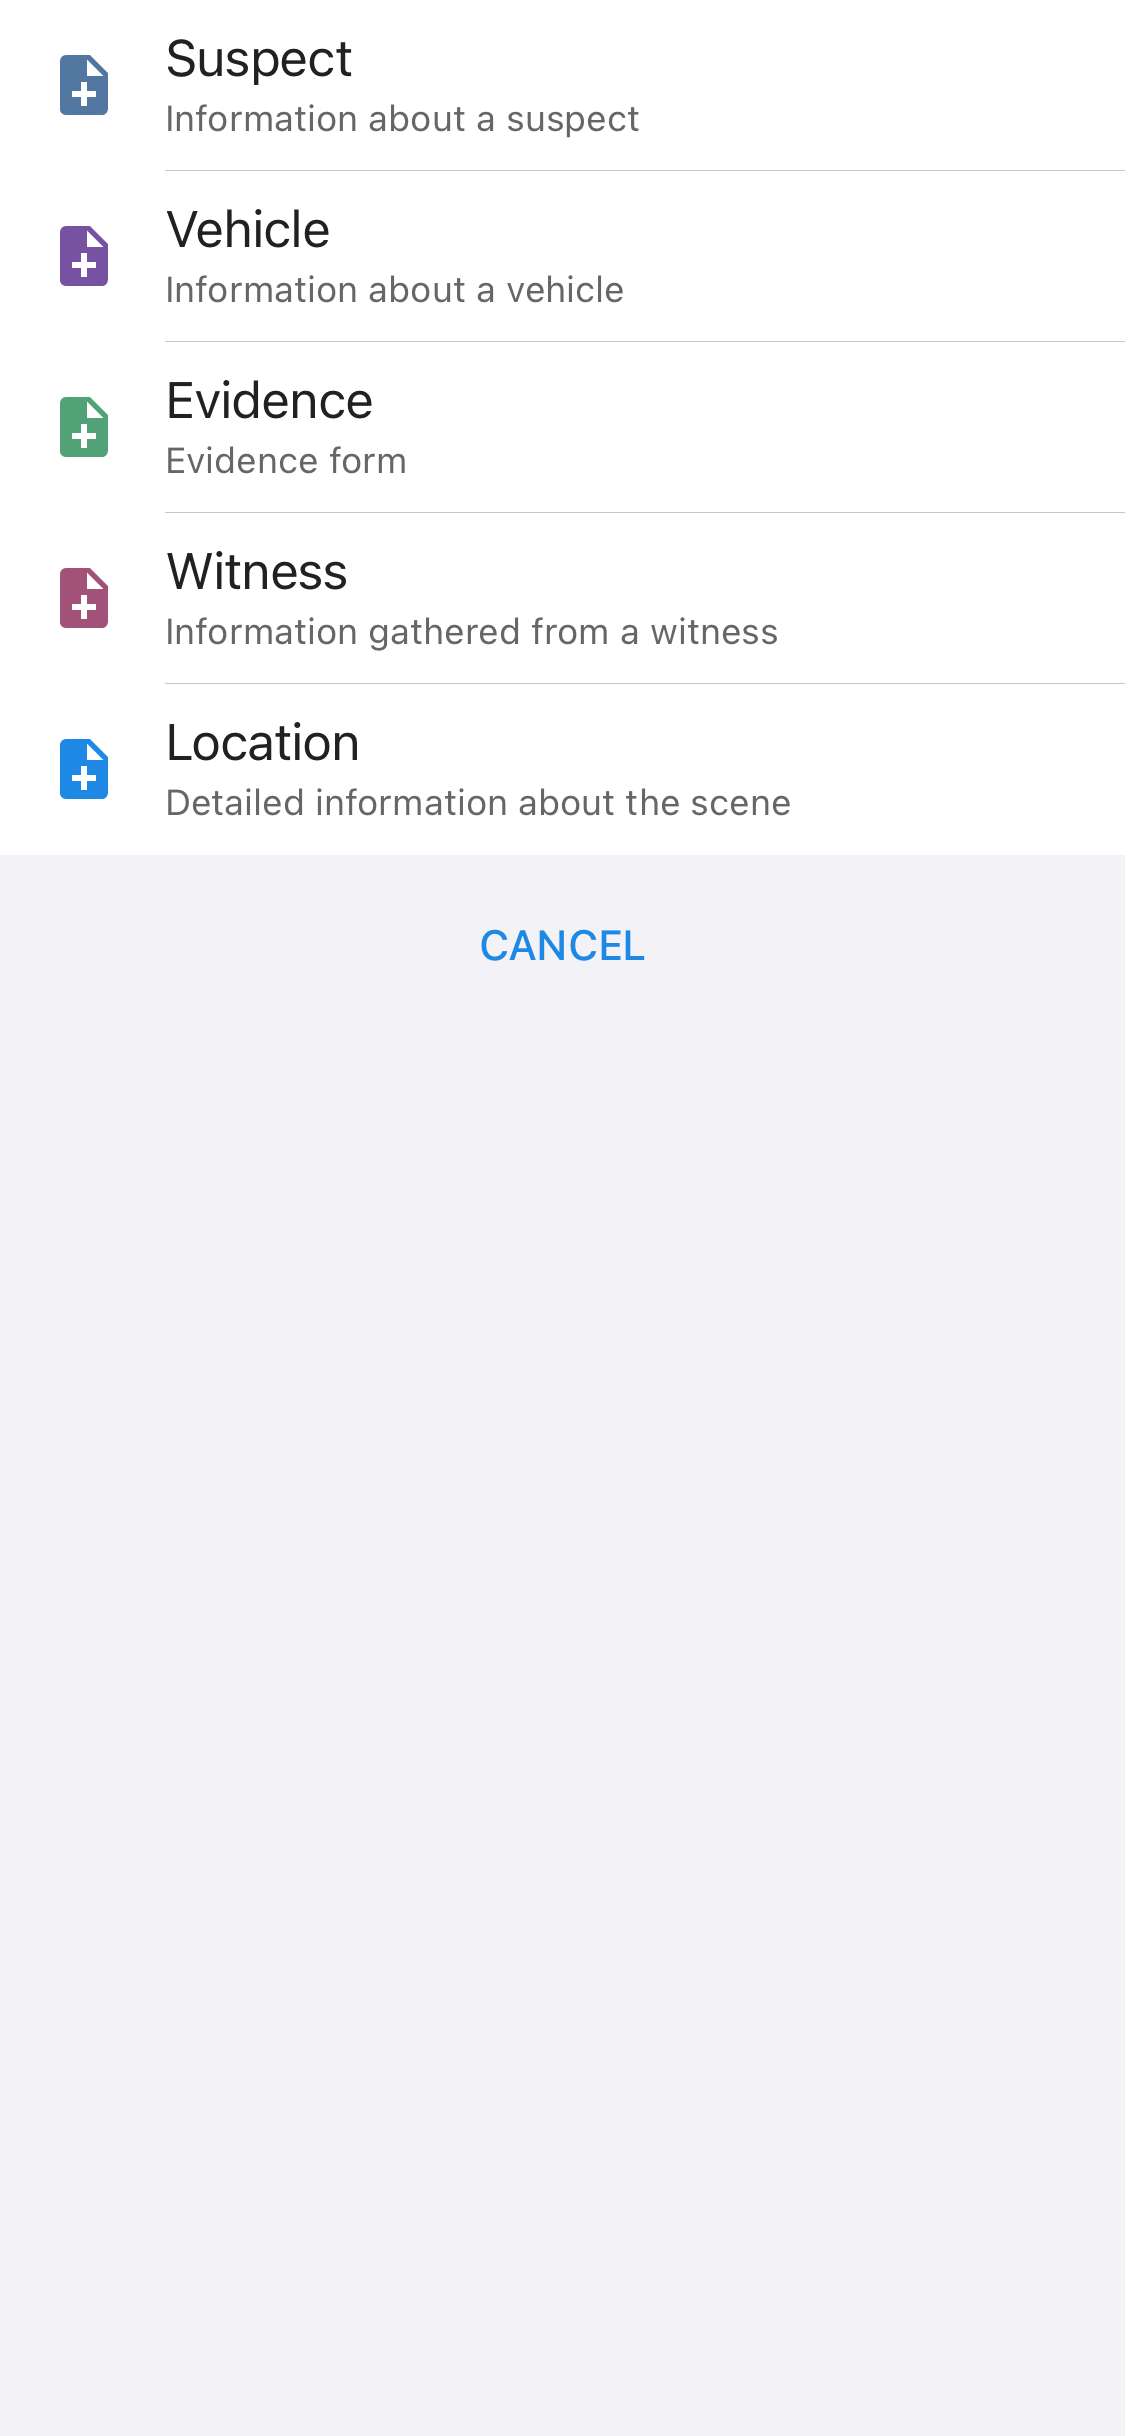 Suspect
Information about a suspect
Vehicle
Information about a vehicle
Evidence
Evidence form
Witness
Information gathered from a witness
Location
Detailed information about the scene
CANCEL